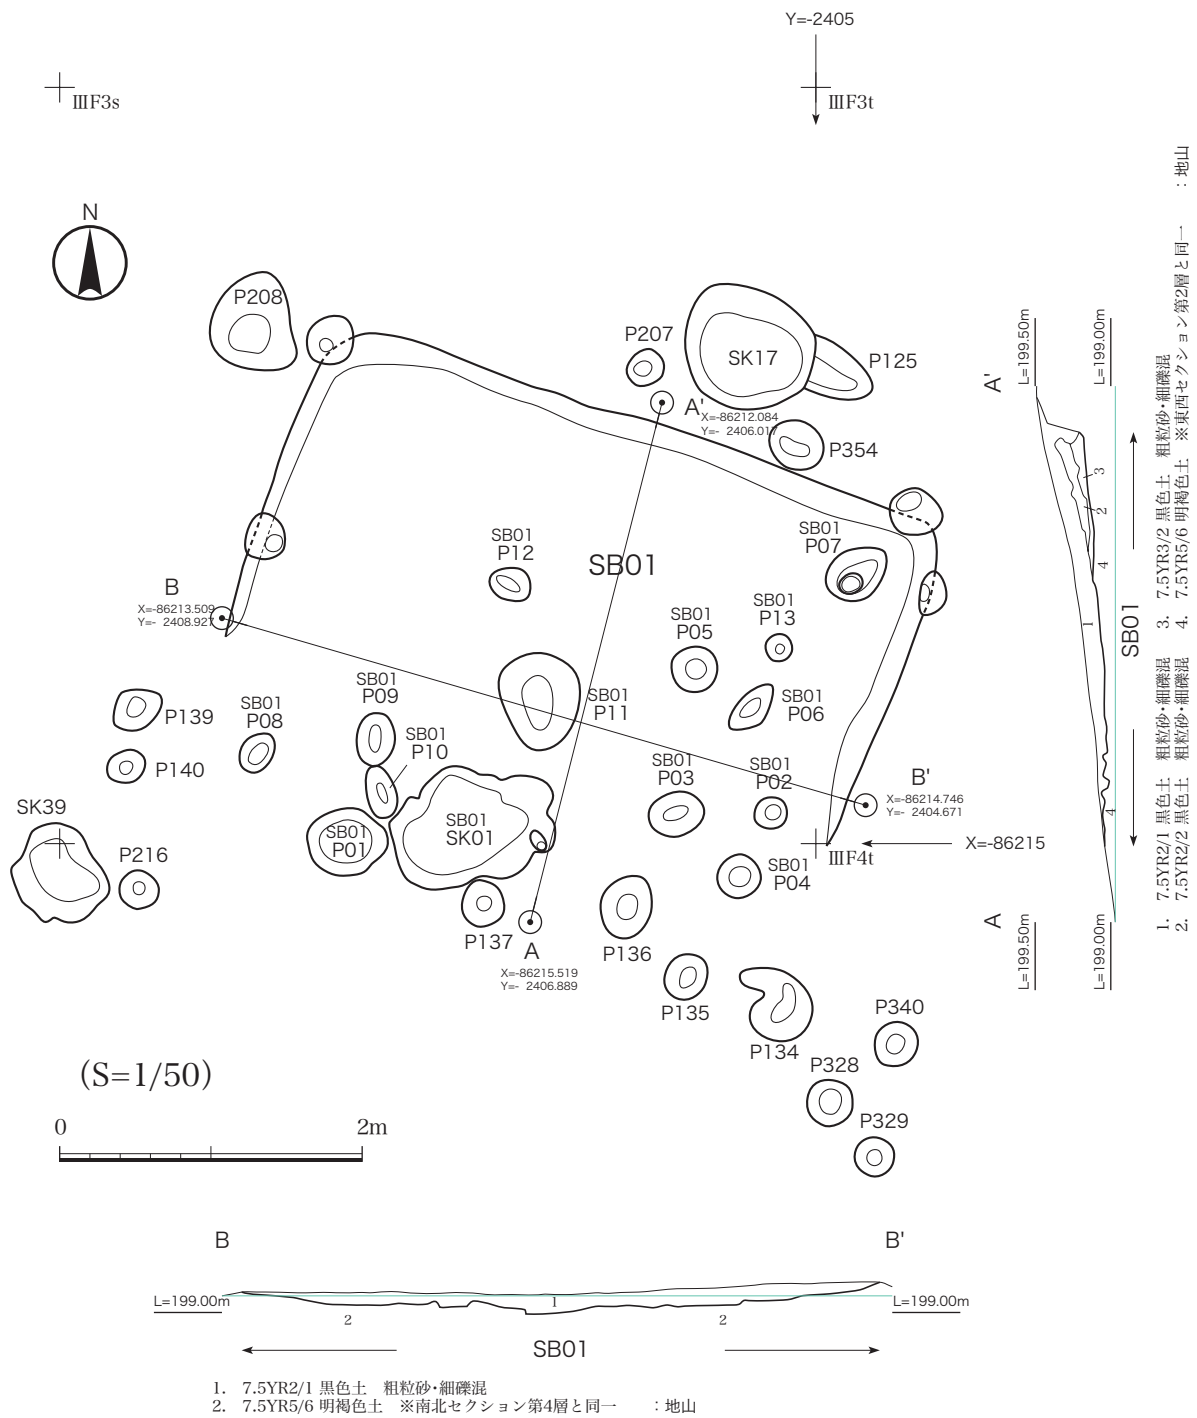 Y=-2405
ⅢF3s
ⅢF3t
N
P208
P207
SK17
P125
A'
X=-86212.084
Y=- 2406.017
P354
SB01
P12
SB01
SB01
P07
B
X=-86213.509
Y=- 2408.927
SB01
P05
SB01
P13
SB01
P09
SB01
P11
SB01
P06
P139
SB01
P08
SB01
P10
P140
SB01
P03
SB01
P02
B'
X=-86214.746
Y=- 2404.671
SK39
SB01
P01
SB01
SK01
P216
ⅢF4t
X=-86215
SB01
P04
P137
A
X=-86215.519
Y=- 2406.889
P136
P135
P134
P340
P328
P329
(S=1/50)
0
2m
A'
L=199.50m
L=199.00m
3
2
4
1
4
SB01
A
L=199.50m
L=199.00m
1. 7.5YR2/1 黒色土 粗粒砂・細礫混
2. 7.5YR2/2 黒色土 粗粒砂・細礫混
3. 7.5YR3/2 黒色土 粗粒砂・細礫混
4. 7.5YR5/6 明褐色土 ※東西セクション第2層と同一 :地山
B
B'
L=199.00m
L=199.00m
1
2
2
SB01
1. 7.5YR2/1 黒色土 粗粒砂・細礫混
2. 7.5YR5/6 明褐色土 ※南北セクション第4層と同一 :地山